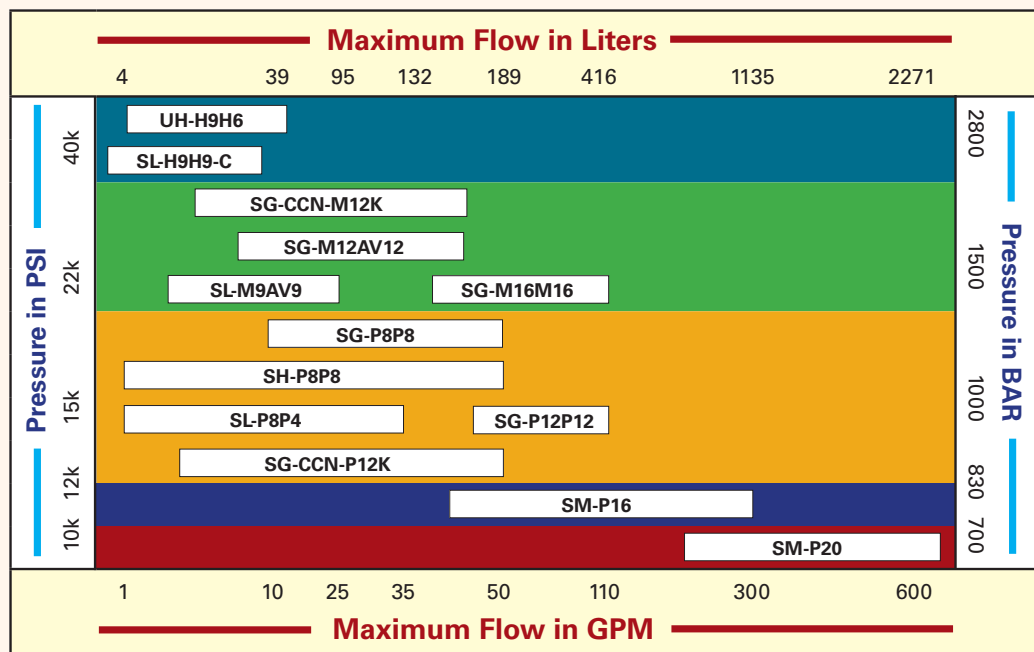 Maximum Flow in Liters
4 39 95 132 189 416 1135 2271
Pressure in PSI
40k
22k
15k
12k
10k
UH-H9H6
SL-H9H9-C
SG-CCN-M12K
SG-M12AV12
SL-M9AV9 SG-M16M16
SG-P8P8
SH-P8P8
SL-P8P4 SG-P12P12
SG-CCN-P12K
SM-P16
SM-P20
2800
1500
1000
830
700
Pressure in BAR
1 10 25 35 50 110 300 600
Maximum Flow in GPM